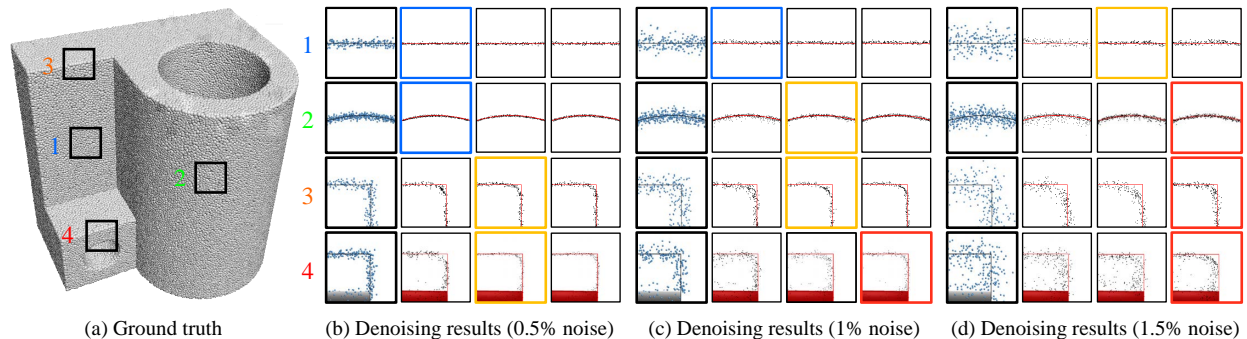 3
1
2
4
1
2
3
4
(a) Ground truth
(b) Denoising results (0.5% noise)
(c) Denoising results (1% noise)
(d) Denoising results (1.5% noise)